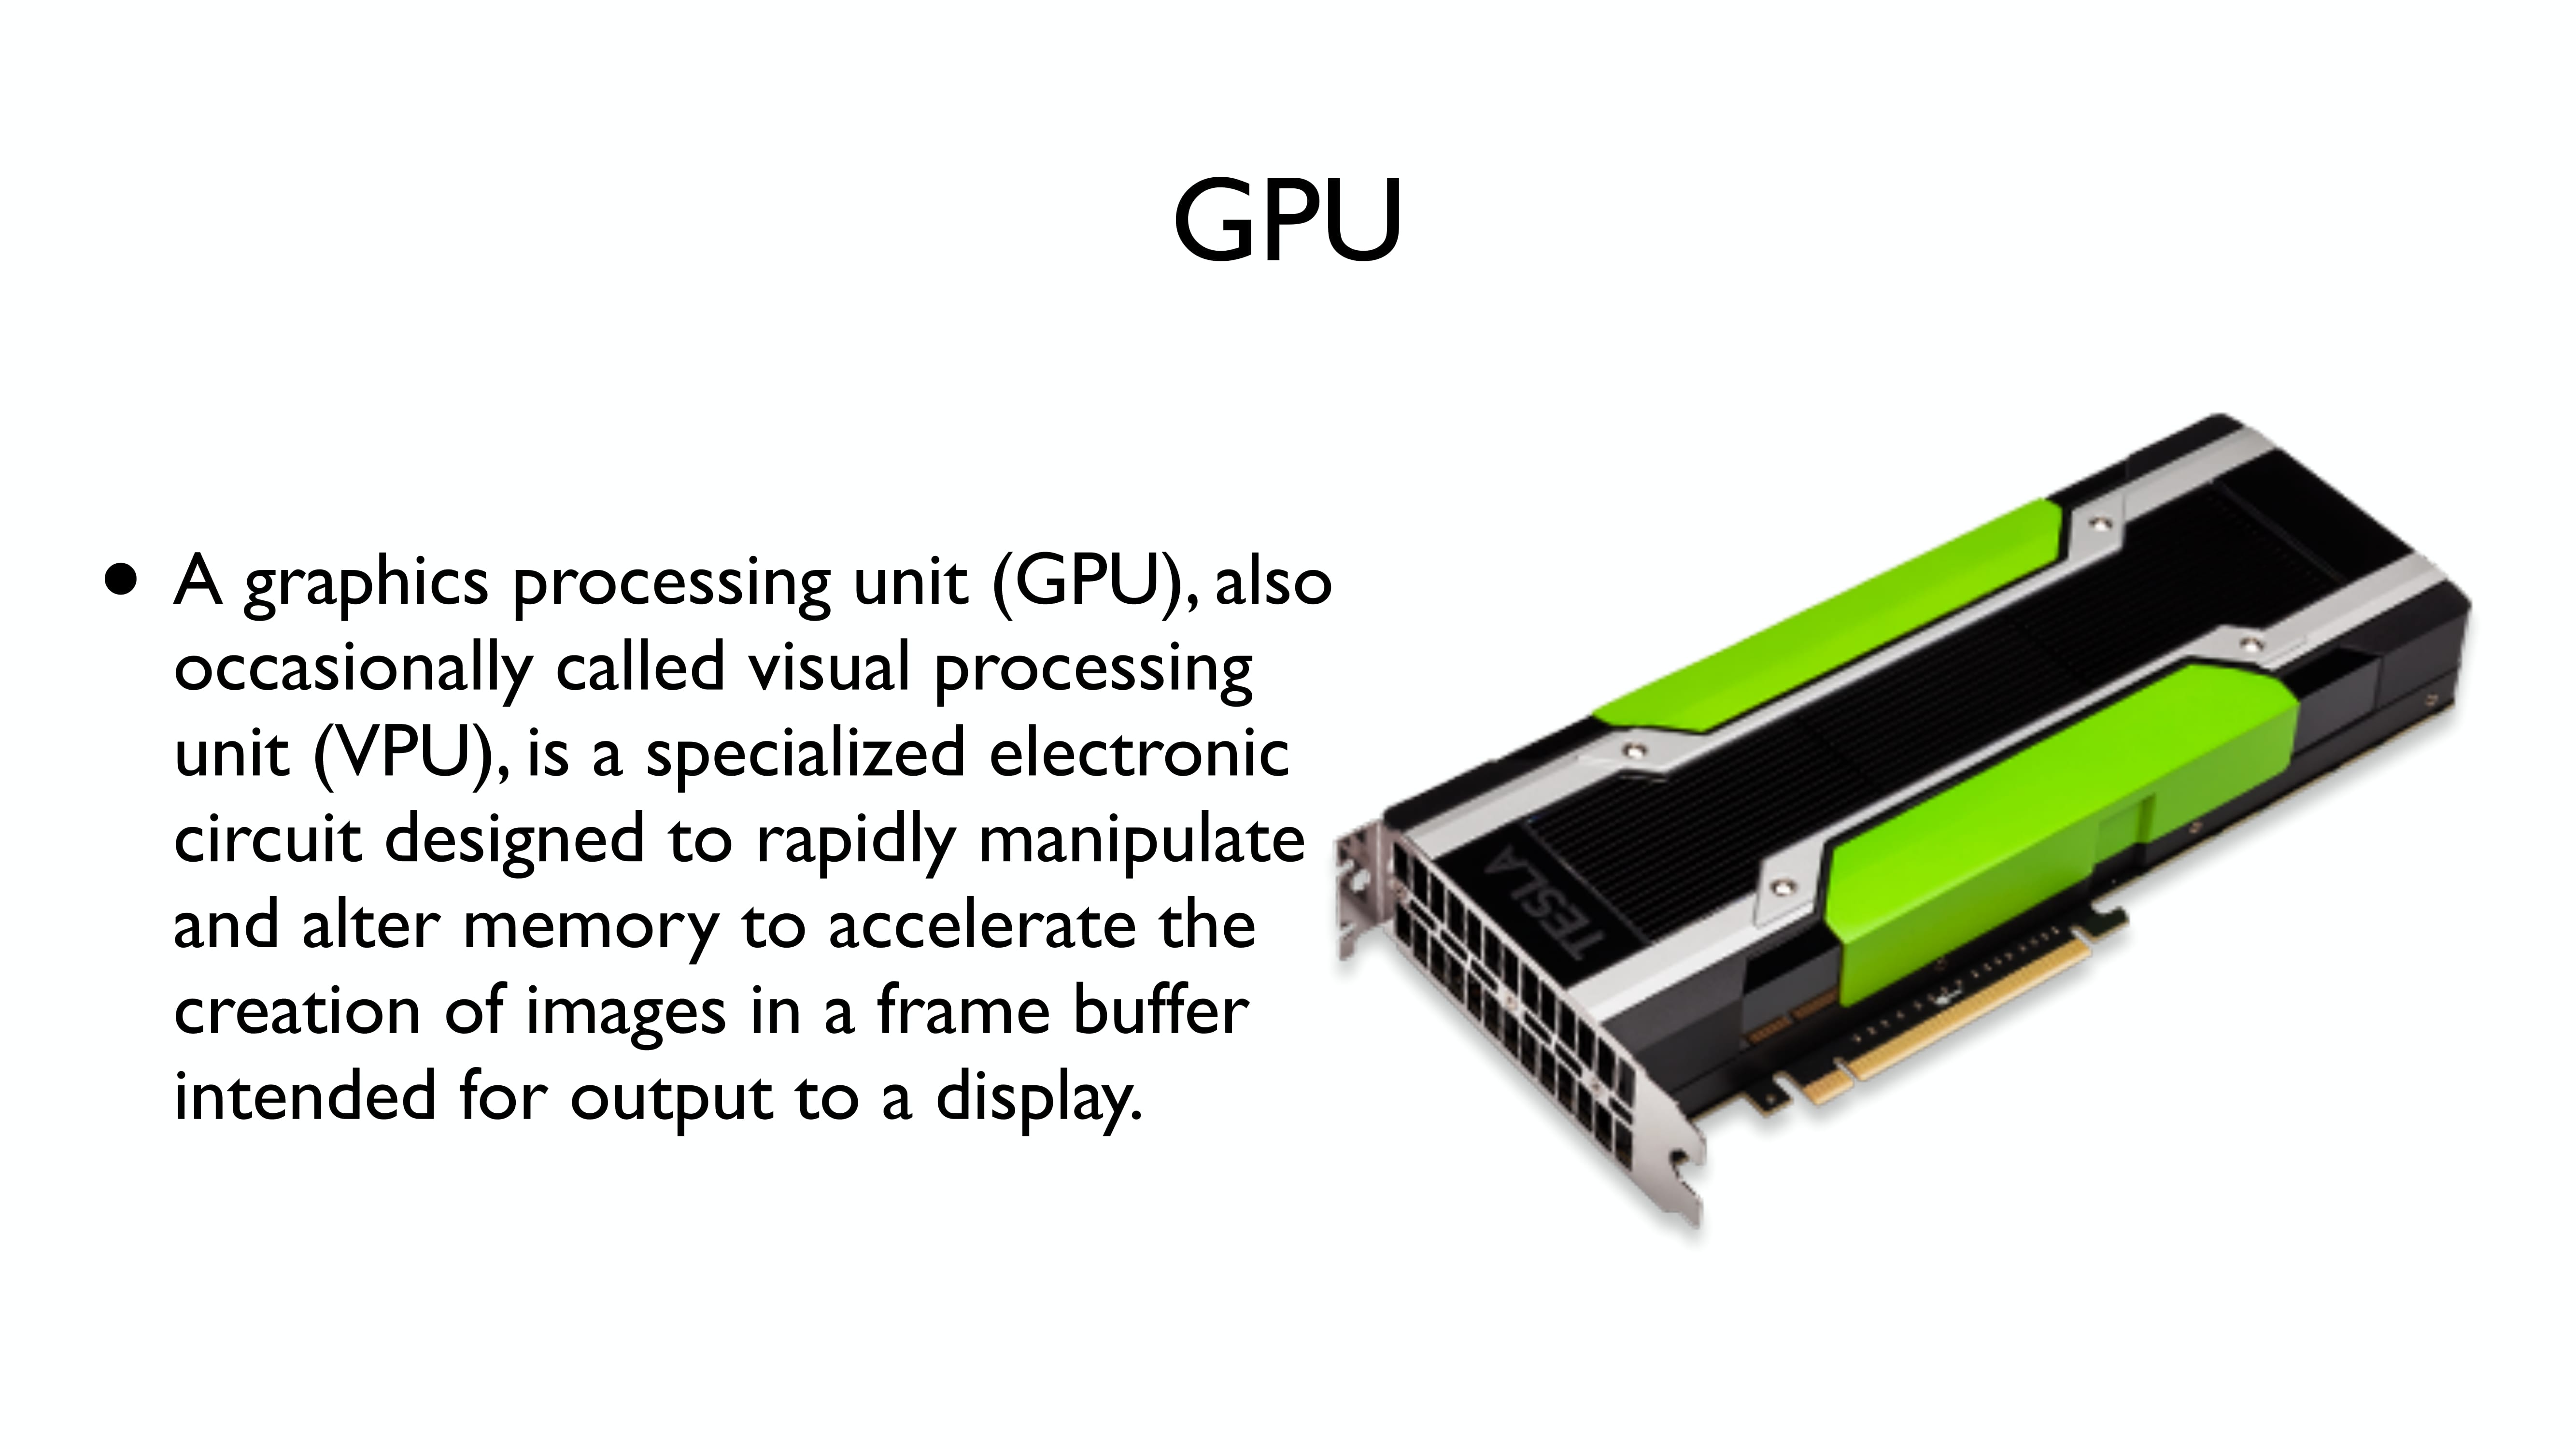 GPU
• A graphics processing unit (GPU), also
occasionally called visual processing
unit (VPU), is a specialized electronic
circuit designed to rapidly manipulate
and alter memory to accelerate the
creation of images in a frame buffer
intended for output to a display.
TESLA